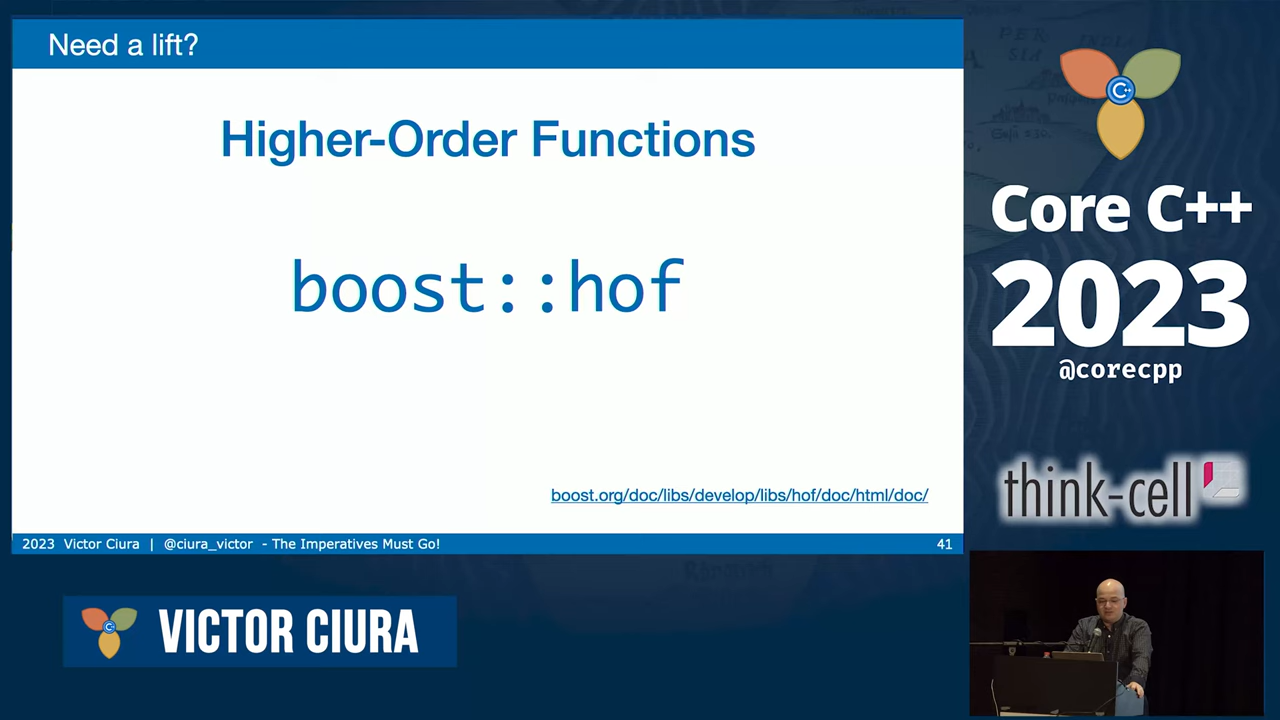 Need a lift?
Higher-Order Functions
boost::hof
boost.org/doc/libs/develop/libs/hof/doc/html/doc/
2023 Victor Ciura | @ciura_victor - The Imperatives Must Go!
41
C++
Core C++
2023
@corecpp
think-cell
VICTOR CIURA